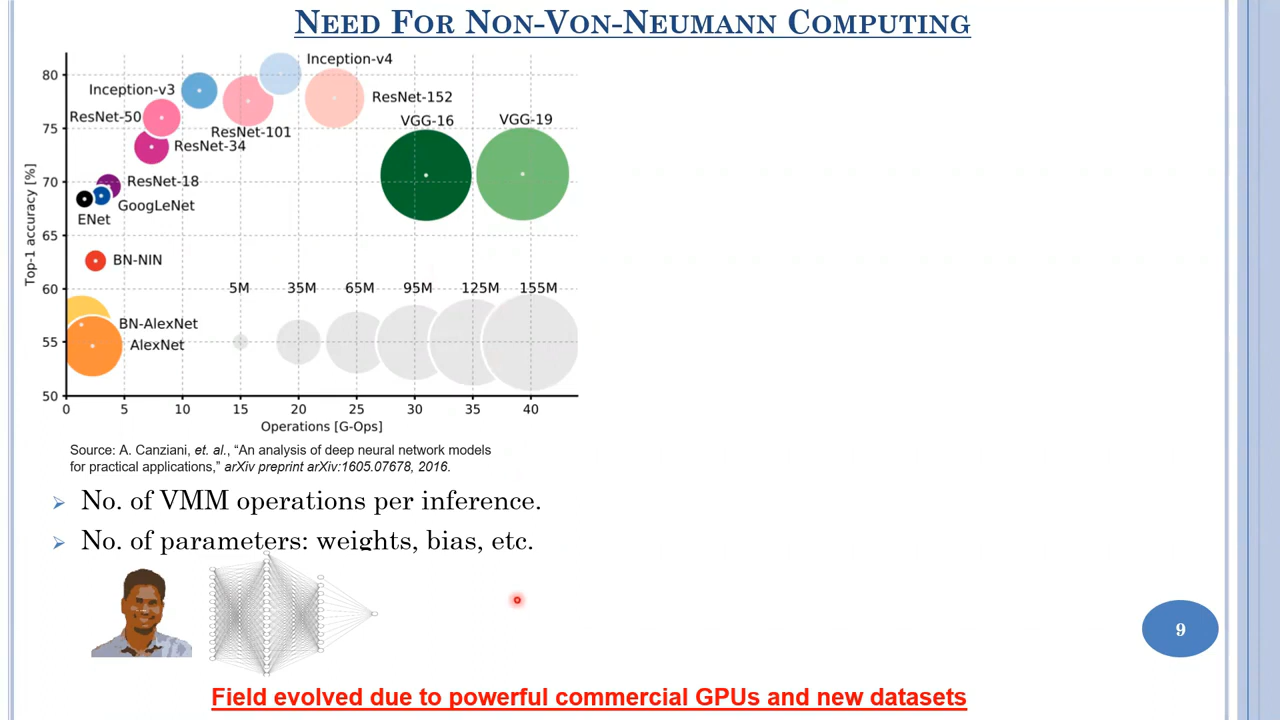 NEED FOR NON-VON-NEUMANN COMPUTING
Inception-v4
80
Inception-v3
ResNet-152
ResNet-50
VGG-16
VGG-19
75
ResNet-101
ResNet-34
70
ResNet-18
GoogLeNet
ENet
65
BN-NIN
60
5M 35M 65M 95M 125M 155M
BN-AlexNet
AlexNet
55
50
0 5 10 15 20 25 30 35 40
Top-1 accuracy [%]
Operations [G-Ops]
Source: A. Canziani, et. al., “An analysis of deep neural network models
for practical applications,” arXiv preprint arXiv:1605.07678, 2016.
No. of VMM operations per inference.
No. of parameters: weights, bias, etc.
9
Field evolved due to powerful commercial GPUs and new datasets